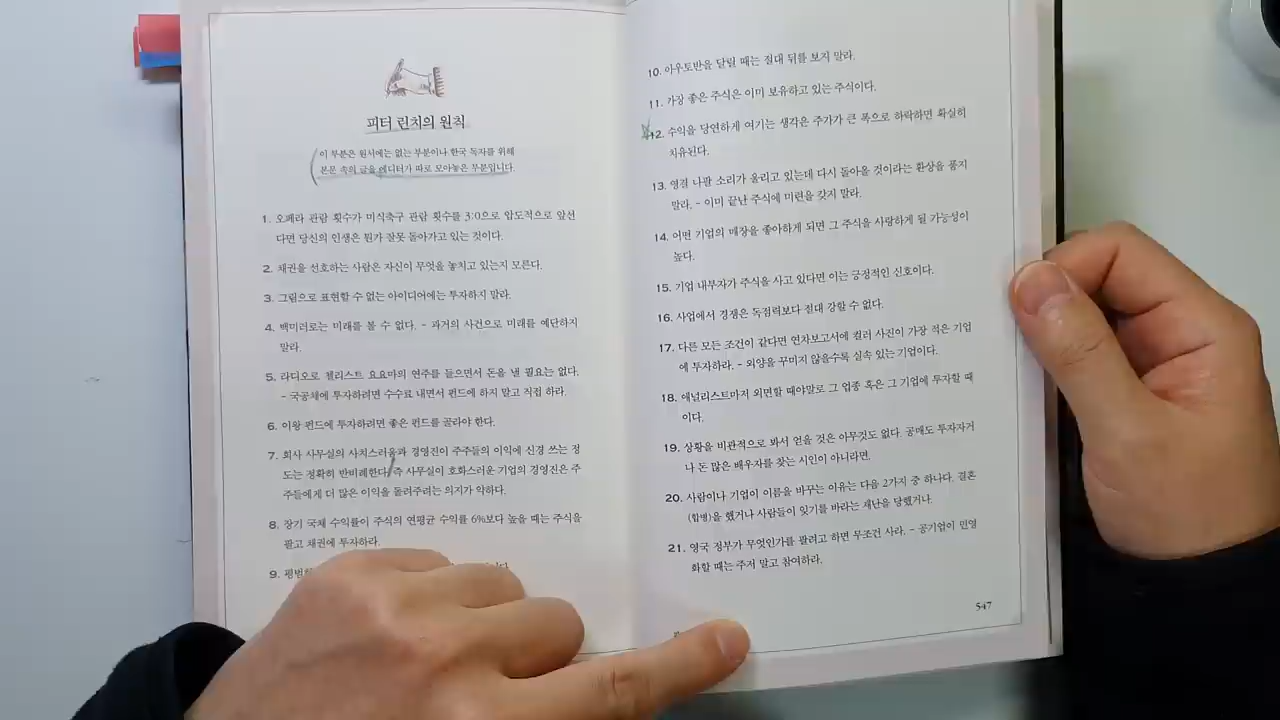 피터 린치의 원칙
이 부분은 원서에는 없는 부분이나 한국 독자를 위해
본문 속의 글을 에디터가 따로 모아놓은 부분입니다.
1. 오페라 관람 횟수가 미식축구 관람 횟수를 3:0으로 압도적으로 앞선
다면 당신의 인생은 뭔가 잘못 돌아가고 있는 것이다.
2. 채권을 선호하는 사람은 자신이 무엇을 놓치고 있는지 모른다.
3. 그림으로 표현할 수 없는 아이디어에는 투자하지 말라.
4. 백미러로는 미래를 볼 수 없다. - 과거의 사건으로 미래를 예단하지
말라.
5. 라디오로 첼리스트 요요마의 연주를 들으면서 돈을 낼 필요는 없다.
- 국공채에 투자하려면 수수료 내면서 펀드에 하지 말고 직접 하라.
6. 이왕 펀드에 투자하려면 좋은 펀드를 골라야 한다.
7. 회사 사무실의 사치스러움과 경영진이 주주들의 이익에 신경 쓰는 정
도는 정확히 반비례한다. 즉 사무실이 호화스러운 기업의 경영진은 주
주들에게 더 많은 이익을 돌려주려는 의지가 약하다.
8. 장기 국채 수익률이 주식의 연평균 수익률 6%보다 높을 때는 주식을
팔고 채권에 투자하라.
9.
10. 아우토반을 달릴 때는 절대 뒤를 보지 말라.
11. 가장 좋은 주식은 이미 보유하고 있는 주식이다.
12. 수익을 당연하게 여기는 생각은 주가가 큰 폭으로 하락하면 확실히
치유된다.
13. 영결 나팔 소리가 울리고 있는데 다시 돌아올 것이라는 환상을 품지
말라. - 이미 끝난 주식에 미련을 갖지 말라.
14. 어떤 기업의 매장을 좋아하게 되면 그 주식을 사랑하게 될 가능성이
높다.
15. 기업 내부자가 주식을 사고 있다면 이는 긍정적인 신호이다.
16. 사업에서 경쟁은 독점력보다 절대 강할 수 없다.
17. 다른 모든 조건이 같다면 연차보고서에 컬러 사진이 가장 적은 기업
에 투자하라. - 외양을 꾸미지 않을수록 실속 있는 기업이다.
18. 애널리스트마저 외면할 때야말로 그 업종 혹은 그 기업에 투자할 때
이다.
19. 상황을 비관적으로 봐서 얻을 것은 아무것도 없다. 공매도 투자자거
나 돈 많은 배우자를 찾는 시인이 아니라면.
20. 사람이나 기업이 이름을 바꾸는 이유는 다음 2가지 중 하나다. 결혼
(합병)을 했거나 사람들이 잊기를 바라는 재난을 당했거나.
21. 영국 정부가 무엇인가를 팔려고 하면 무조건 사라. - 공기업이 민영
화할 때는 주저 말고 참여하라.
547